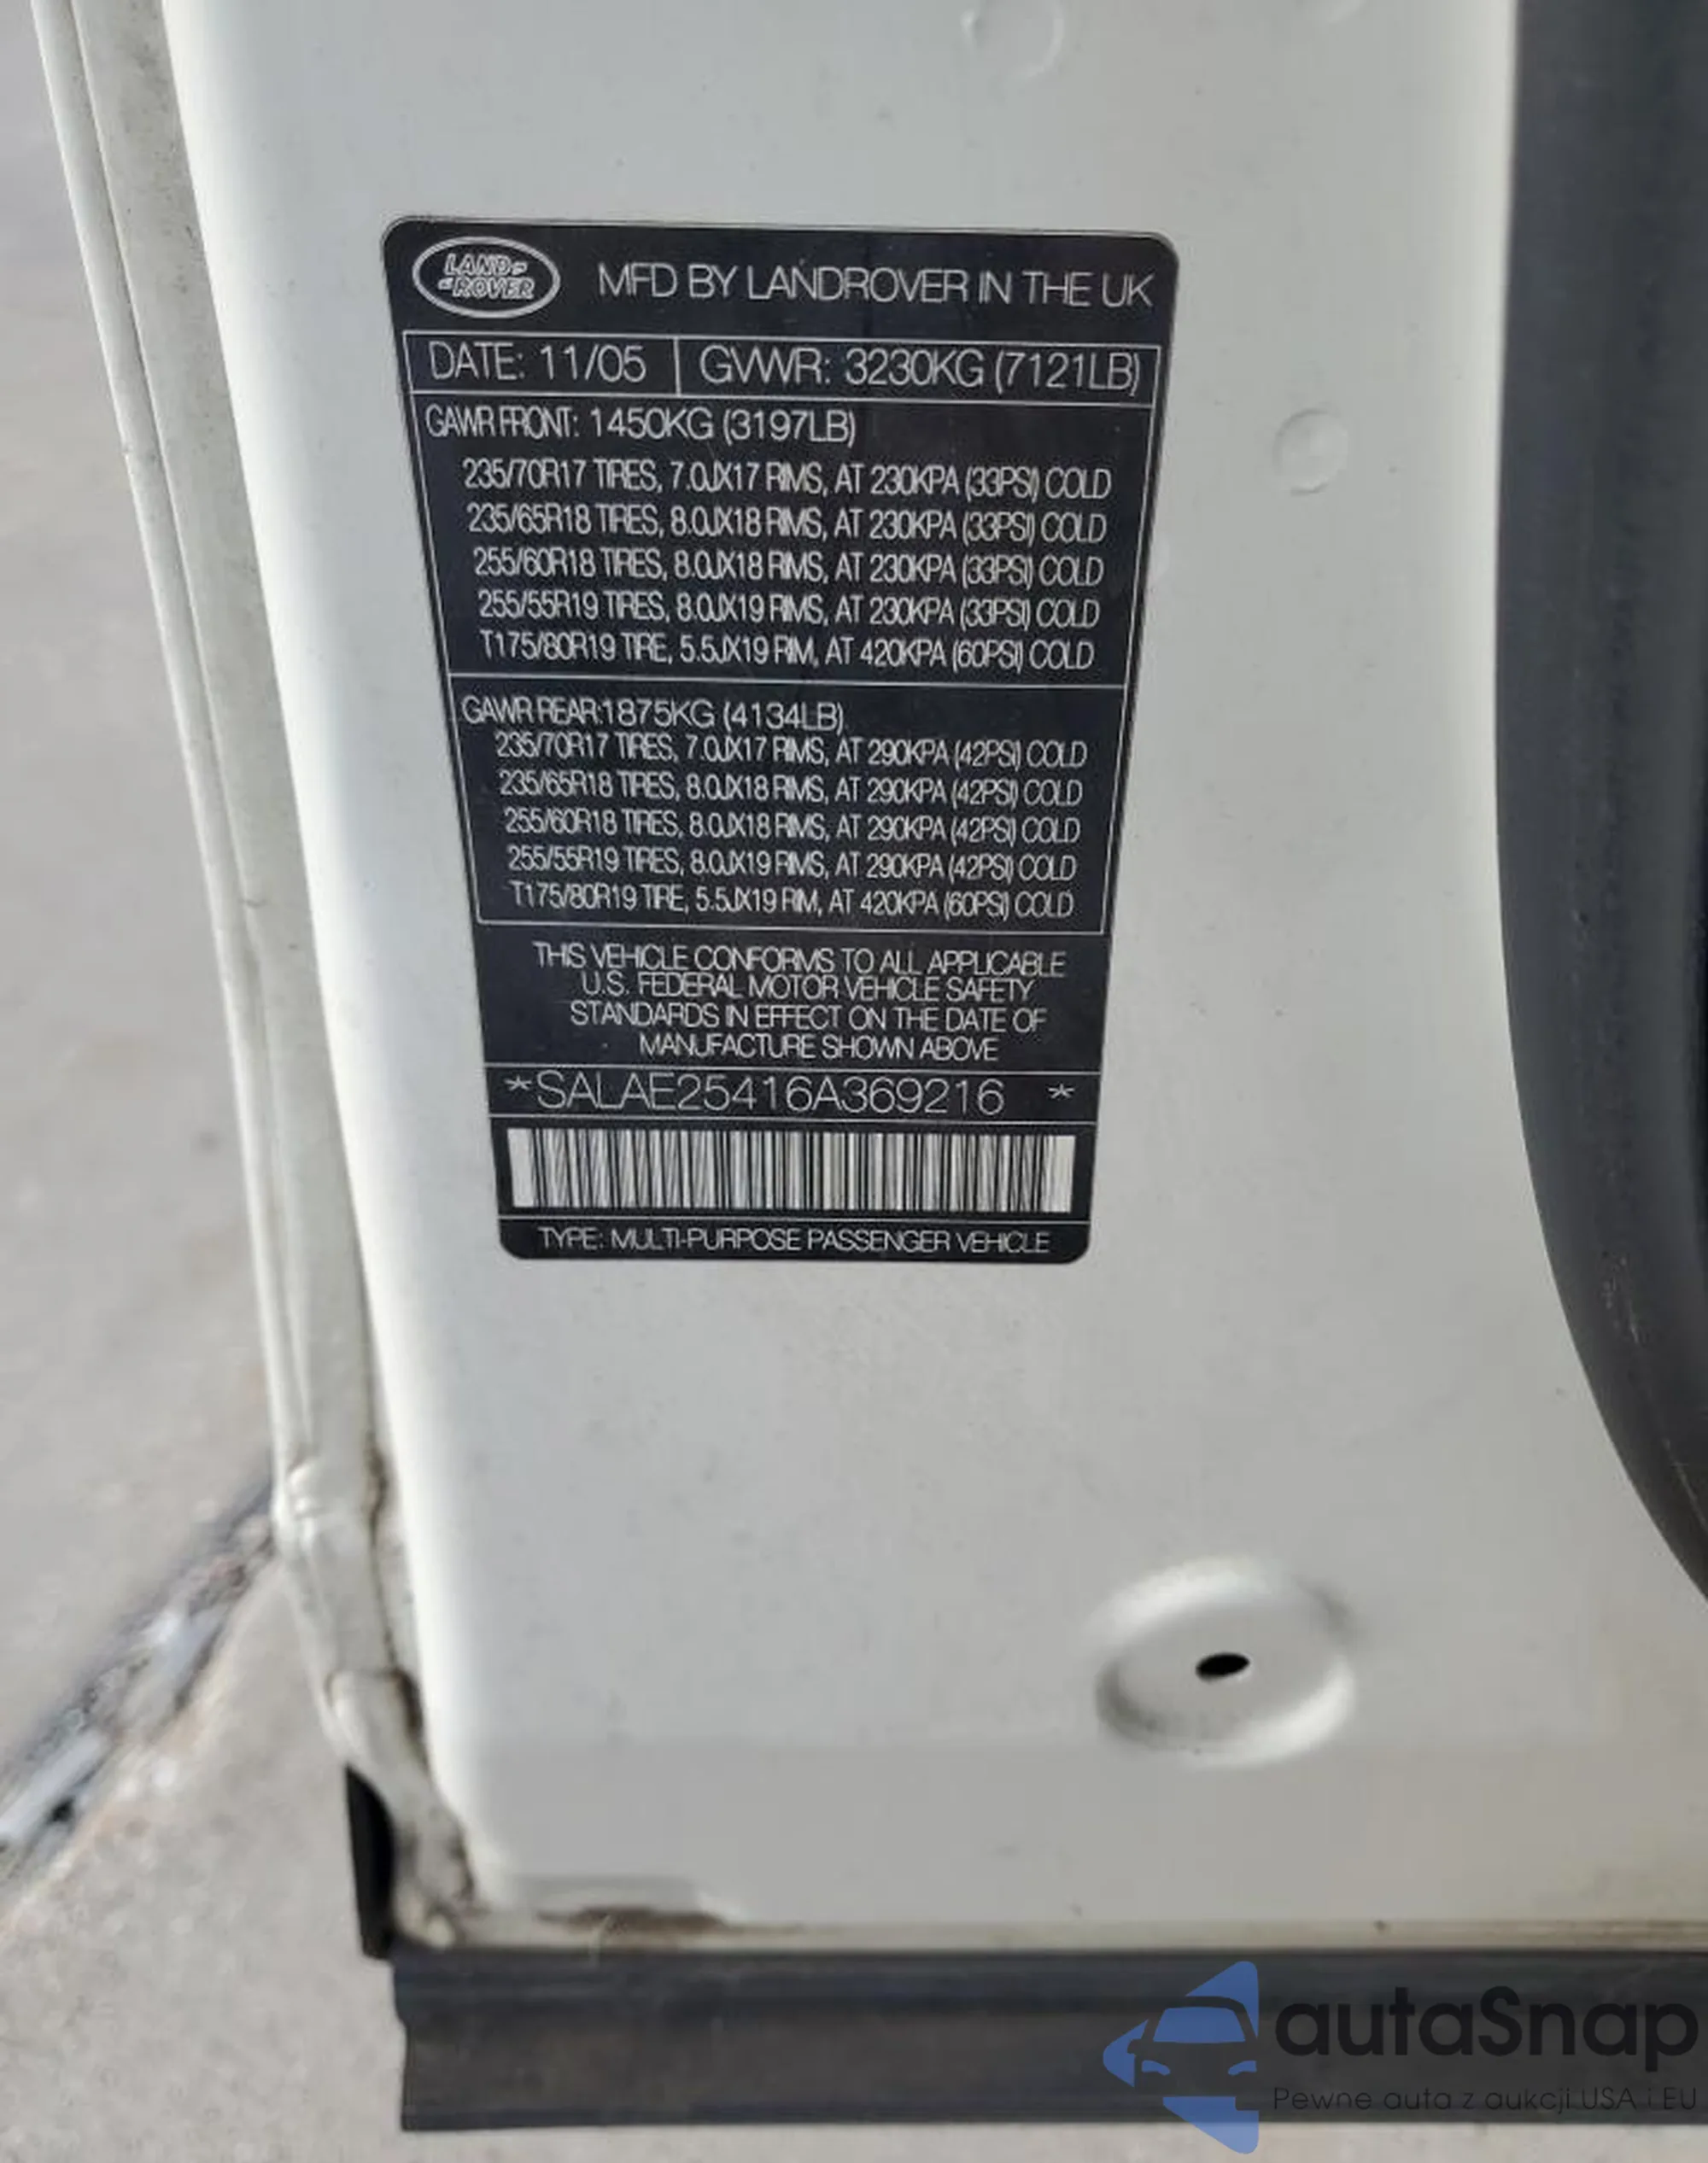 LAND ROVER
MFD BY LANDROVER IN THE UK
DATE: 11/05 GVWR: 3230KG (7121LB)
GAWR FRONT: 1450KG (3197LB)
235/70R17 TIRES, 7.0JX17 RIMS, AT 230KPA (33PSI) COLD
235/65R18 TIRES, 8.0JX18 RIMS, AT 230KPA (33PSI) COLD
255/60R18 TIRES, 8.0JX18 RIMS, AT 230KPA (33PSI) COLD
255/55R19 TIRES, 8.0JX19 RIMS, AT 230KPA (33PSI) COLD
T175/80R19 TIRE, 5.5JX19 RIM, AT 420KPA (60PSI) COLD
GAWR REAR:1875KG (4134LB)
235/70R17 TIRES, 7.0JX17 RIMS, AT 290KPA (42PSI) COLD
235/65R18 TIRES, 8.0JX18 RIMS, AT 290KPA (42PSI) COLD
255/60R18 TIRES, 8.0JX18 RIMS, AT 290KPA (42PSI) COLD
255/55R19 TIRES, 8.0JX19 RIMS, AT 290KPA (42PSI) COLD
T175/80R19 TIRE, 5.5JX19 RIM, AT 420KPA (60PSI) COLD
THIS VEHICLE CONFORMS TO ALL APPLICABLE
U.S. FEDERAL MOTOR VEHICLE SAFETY
STANDARDS IN EFFECT ON THE DATE OF
MANUFACTURE SHOWN ABOVE
*SALAE25416A369216 *
TYPE: MULTI-PURPOSE PASSENGER VEHICLE
autaSnap
Pewne auta z aukcji USA i EU